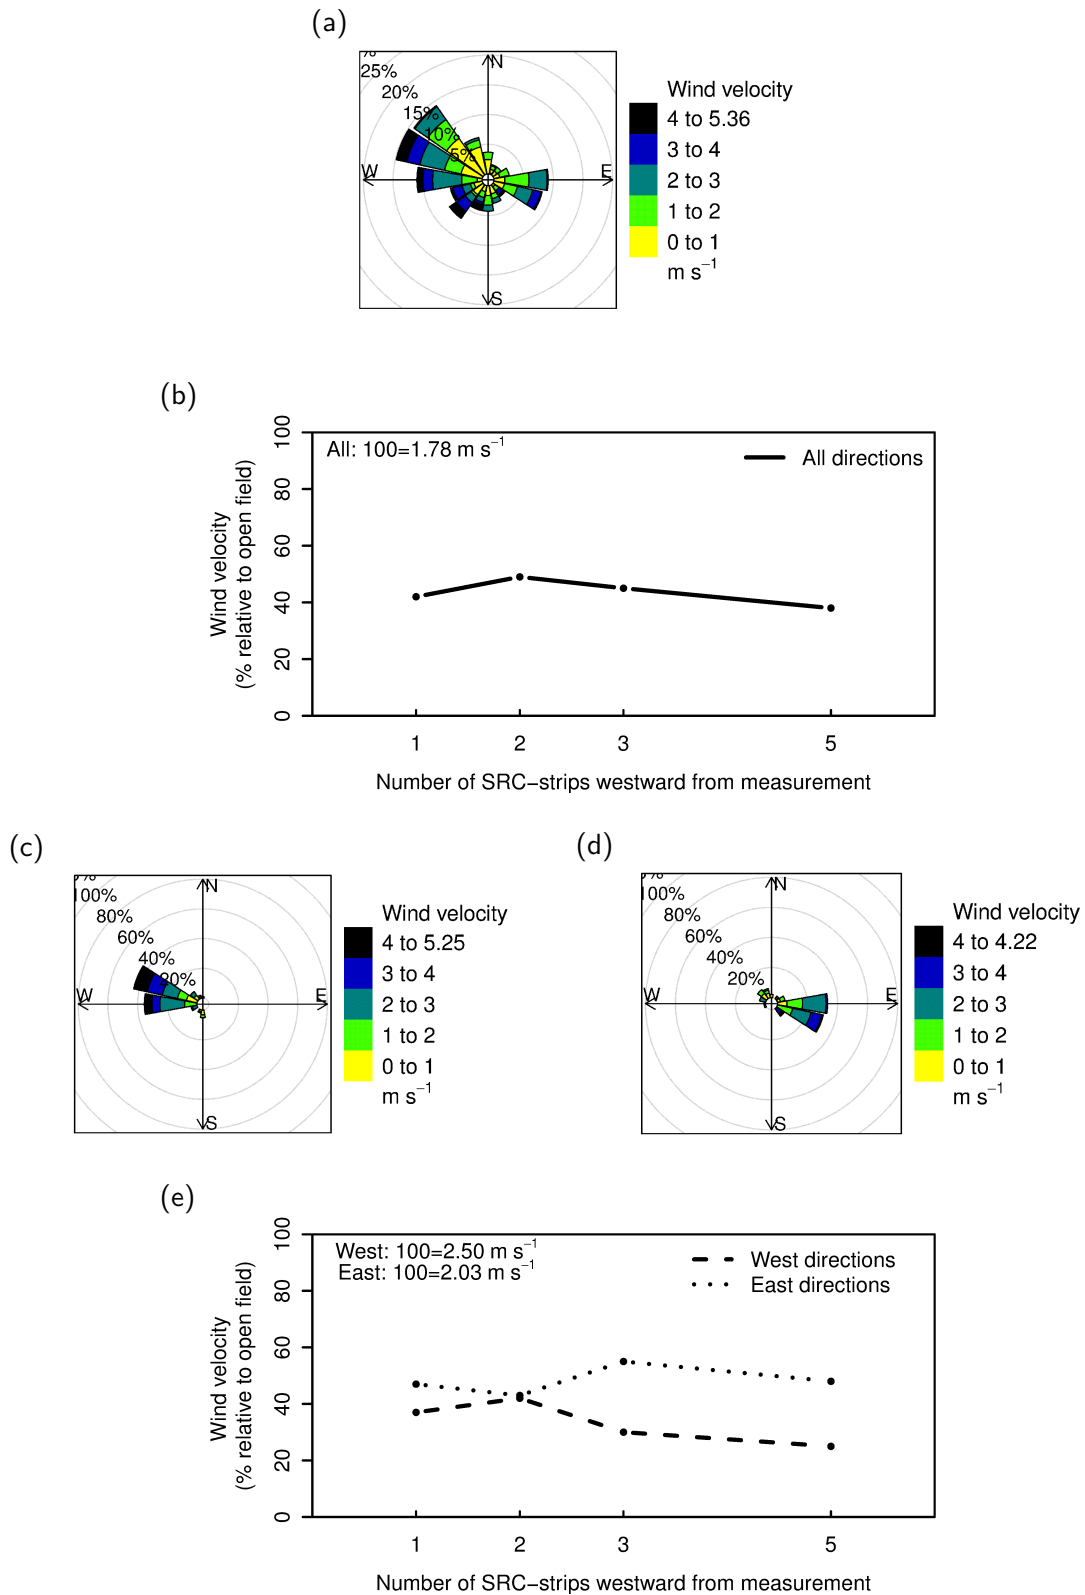 (a)
%
25%
20%
15%
10%
5%
N
W
E
S
Wind velocity
4 to 5.36
3 to 4
2 to 3
1 to 2
0 to 1
m s⁻¹
(b)
All: 100=1.78 m s⁻¹
All directions
100
80
60
40
20
0
Wind velocity
(% relative to open field)
1 2 3 5
Number of SRC−strips westward from measurement
(c)
%
100%
80%
60%
40%
20%
N
W
E
S
Wind velocity
4 to 5.25
3 to 4
2 to 3
1 to 2
0 to 1
m s⁻¹
(d)
%
100%
80%
60%
40%
20%
N
W
E
S
Wind velocity
4 to 4.22
3 to 4
2 to 3
1 to 2
0 to 1
m s⁻¹
(e)
West: 100=2.50 m s⁻¹
East: 100=2.03 m s⁻¹
West directions
East directions
100
80
60
40
20
0
Wind velocity
(% relative to open field)
1 2 3 5
Number of SRC−strips westward from measurement